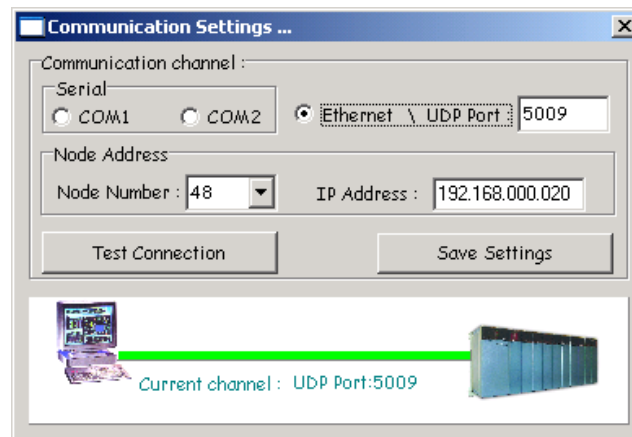 Communication Settings ...
Communication channel :
Serial
COM1 COM2 Ethernet \ UDP Port : 5009
Node Address
Node Number : 48 IP Address : 192.168.000.020
Test Connection Save Settings
Current channel : UDP Port:5009